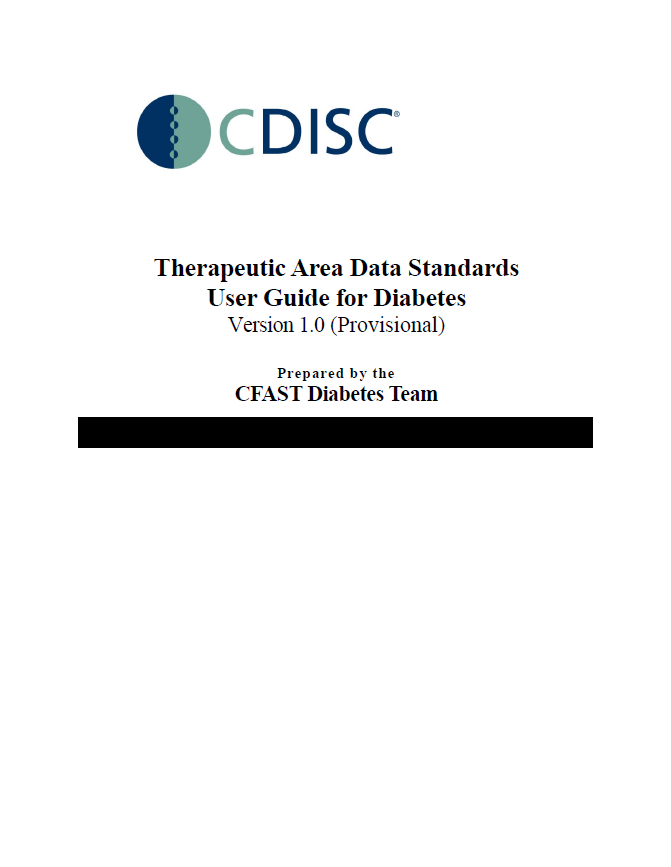 CDISC®
Therapeutic Area Data Standards
User Guide for Diabetes
Version 1.0 (Provisional)
Prepared by the
CFAST Diabetes Team